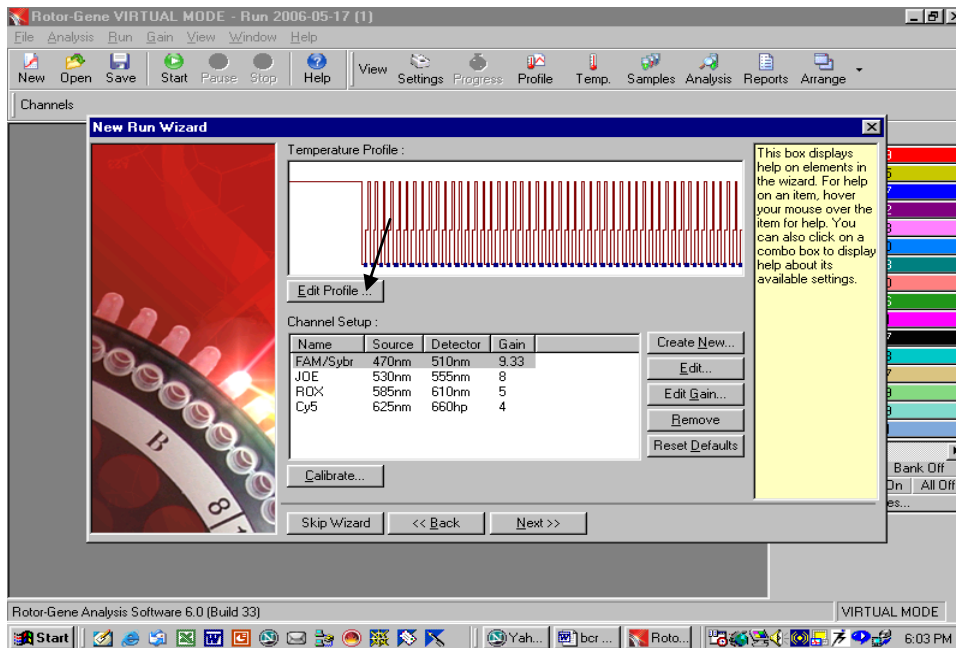 Rotor-Gene VIRTUAL MODE - Run 2006-05-17 (1)
File Analysis Run Gain View Window Help
New Open Save Start Pause Stop Help View Settings Progress Profile Temp. Samples Analysis Reports Arrange
Channels
New Run Wizard
Temperature Profile :
Edit Profile ...
Channel Setup :
Name Source Detector Gain
FAM/Sybr 470nm 510nm 9.33
JOE 530nm 555nm 8
ROX 585nm 610nm 5
Cy5 625nm 660hp 4
Create New...
Edit...
Edit Gain...
Remove
Reset Defaults
Calibrate...
Skip Wizard << Back Next >>
This box displays
help on elements in
the wizard. For help
on an item, hover
your mouse over the
item for help. You
can also click on a
combo box to display
help about its
available settings.
B
8
Bank Off
On All Off
es...
Rotor-Gene Analysis Software 6.0 (Build 33) VIRTUAL MODE
Start Yah... bcr ... Roto... 6:03 PM